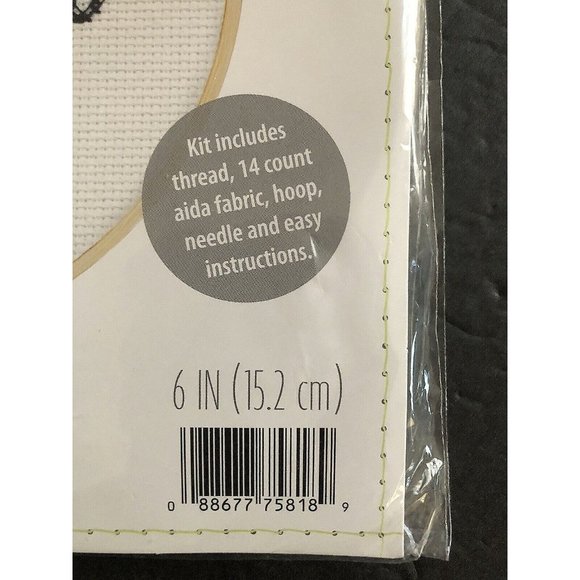 Kit includes
thread, 14 count
aida fabric, hoop,
needle and easy
instructions.
6 IN (15.2 cm)
0 88677 75818 9